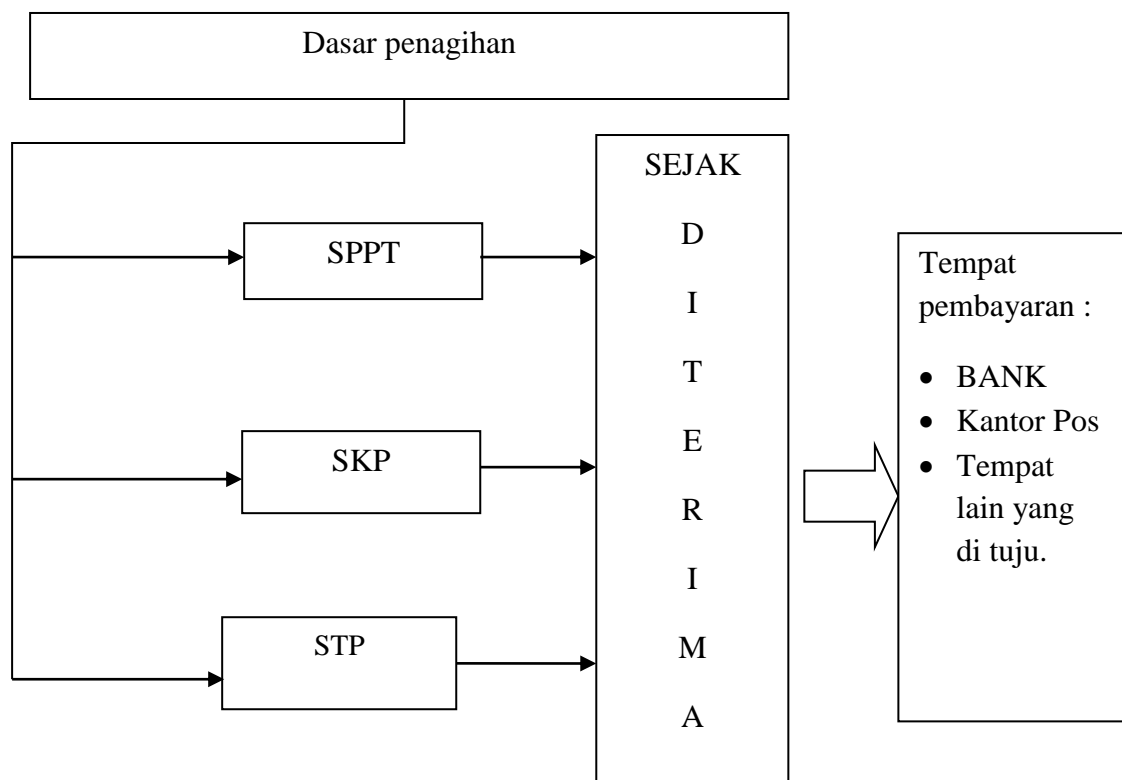 Dasar penagihan
SEJAK
D
I
T
E
R
I
M
A
SPPT
SKP
STP
Tempat
pembayaran :
• BANK
• Kantor Pos
• Tempat
lain yang
di tuju.